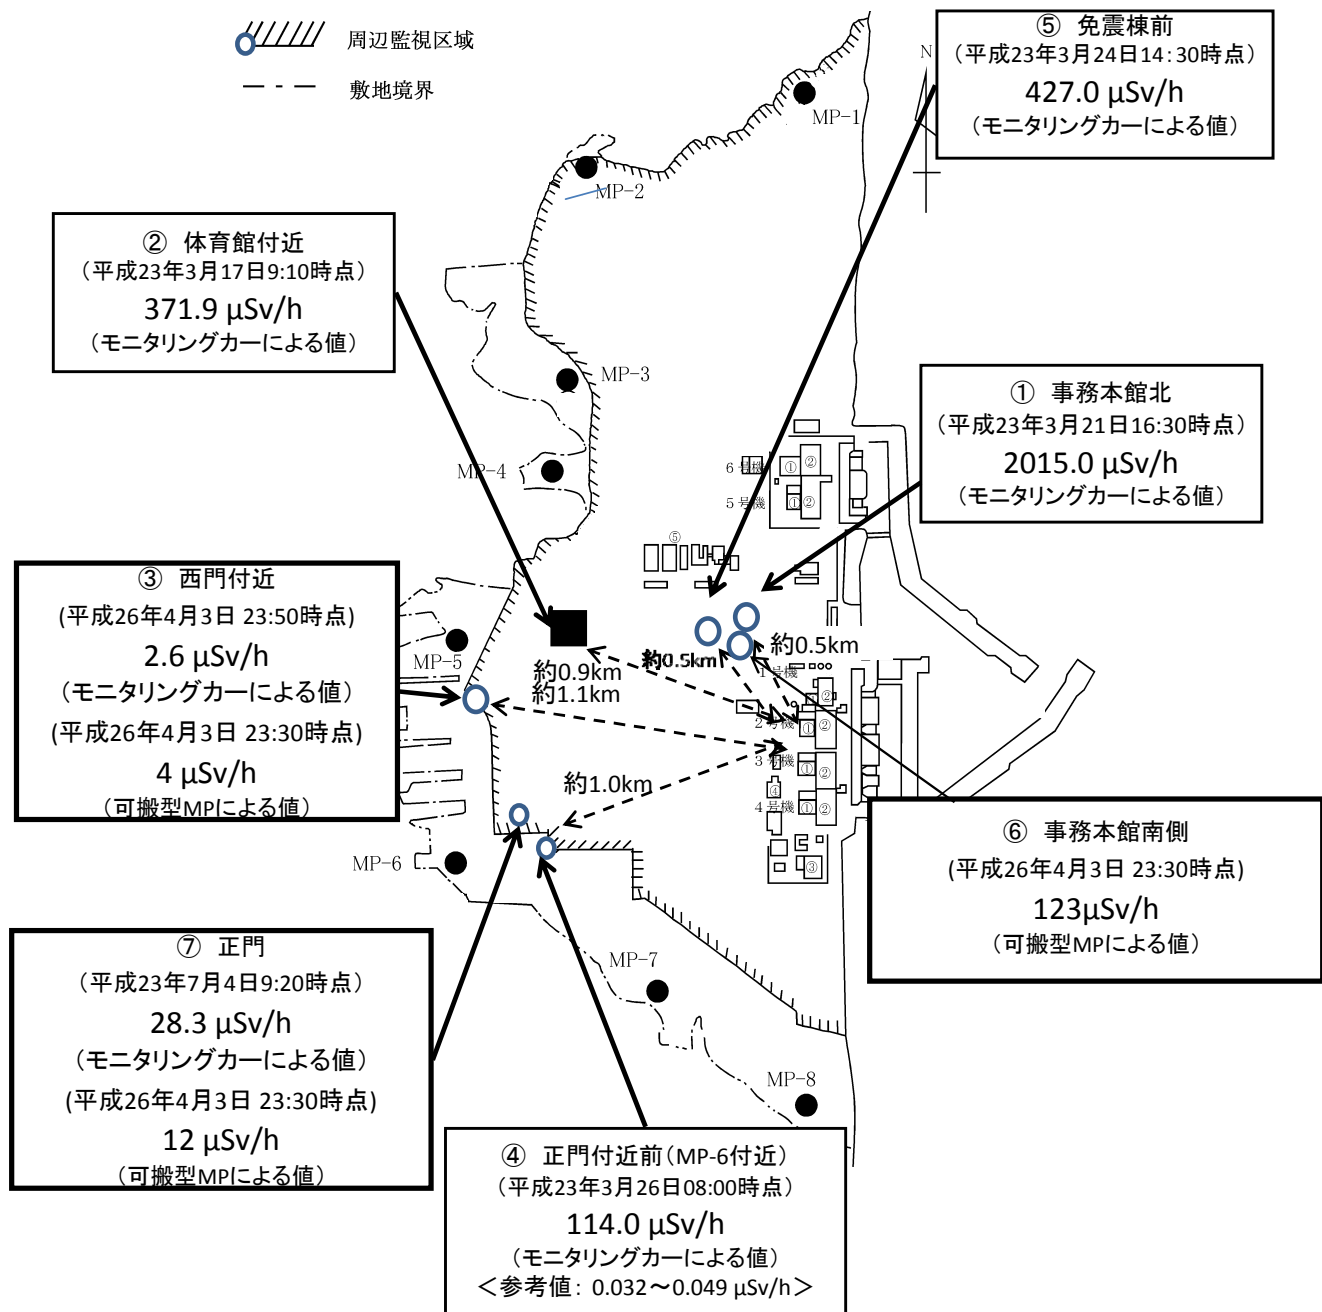 周辺監視区域
敷地境界
⑤ 免震棟前
（平成23年3月24日14:30時点）
427.0 µSv/h
（モニタリングカーによる値）
N
MP-1
MP-2
② 体育館付近
（平成23年3月17日9:10時点）
371.9 µSv/h
（モニタリングカーによる値）
MP-3
① 事務本館北
（平成23年3月21日16:30時点）
2015.0 µSv/h
（モニタリングカーによる値）
MP-4
6号機
① ②
5号機
① ②
⑤
③ 西門付近
(平成26年4月3日 23:50時点)
2.6 µSv/h
（モニタリングカーによる値）
(平成26年4月3日 23:30時点)
4 µSv/h
（可搬型MPによる値）
MP-5
約0.9km
約1.1km
約0.5km
約0.5km
1号機
②
2号機
① ②
3号機
① ②
約1.0km
④
4号機
① ②
③
MP-6
⑥ 事務本館南側
(平成26年4月3日 23:30時点)
123µSv/h
（可搬型MPによる値）
⑦ 正門
（平成23年7月4日9:20時点）
28.3 µSv/h
（モニタリングカーによる値）
(平成26年4月3日 23:30時点)
12 µSv/h
（可搬型MPによる値）
MP-7
MP-8
④ 正門付近前（MP-6付近）
（平成23年3月26日08:00時点）
114.0 µSv/h
（モニタリングカーによる値）
＜参考値: 0.032～0.049 µSv/h＞